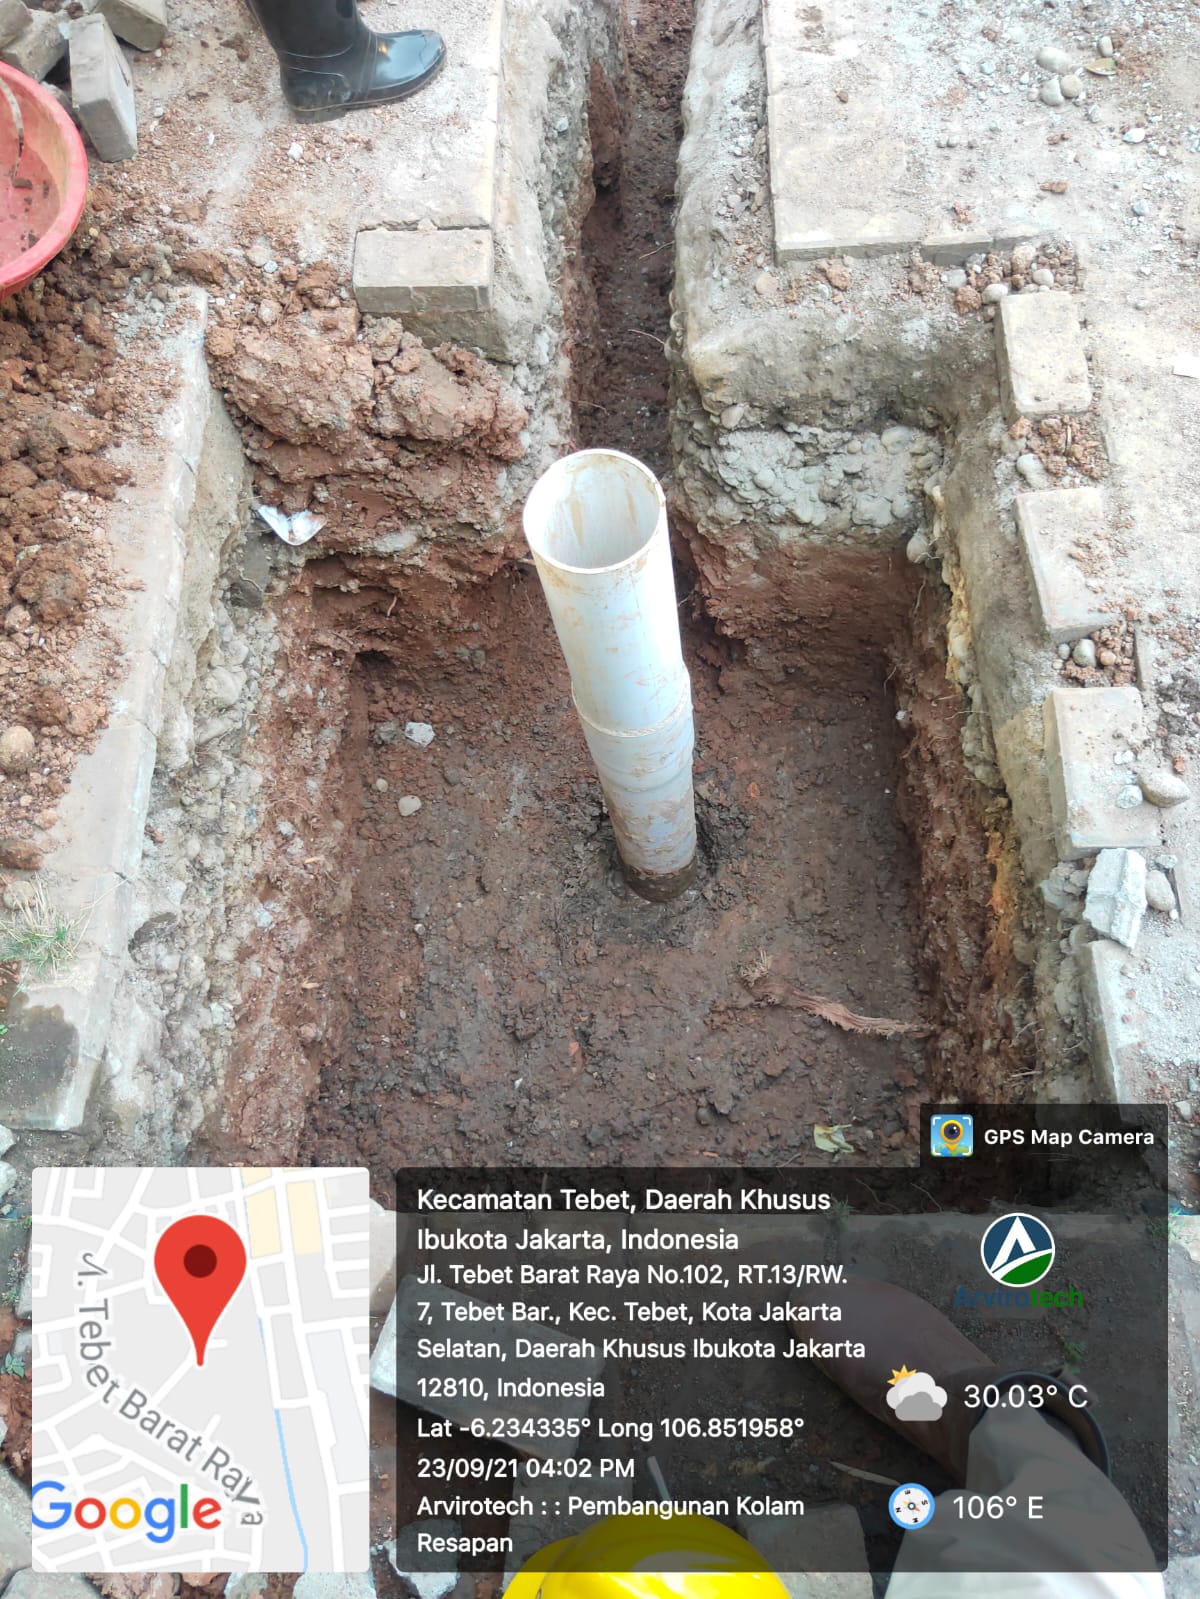 GPS Map Camera
Kecamatan Tebet, Daerah Khusus
Ibukota Jakarta, Indonesia
Jl. Tebet Barat Raya No.102, RT.13/RW.
7, Tebet Bar., Kec. Tebet, Kota Jakarta
Selatan, Daerah Khusus Ibukota Jakarta
12810, Indonesia
Lat -6.234335° Long 106.851958°
23/09/21 04:02 PM
Arvirotech : : Pembangunan Kolam
Resapan
Arvirotech
30.03° C
106° E
Jl. Tebet Barat Raya
Google